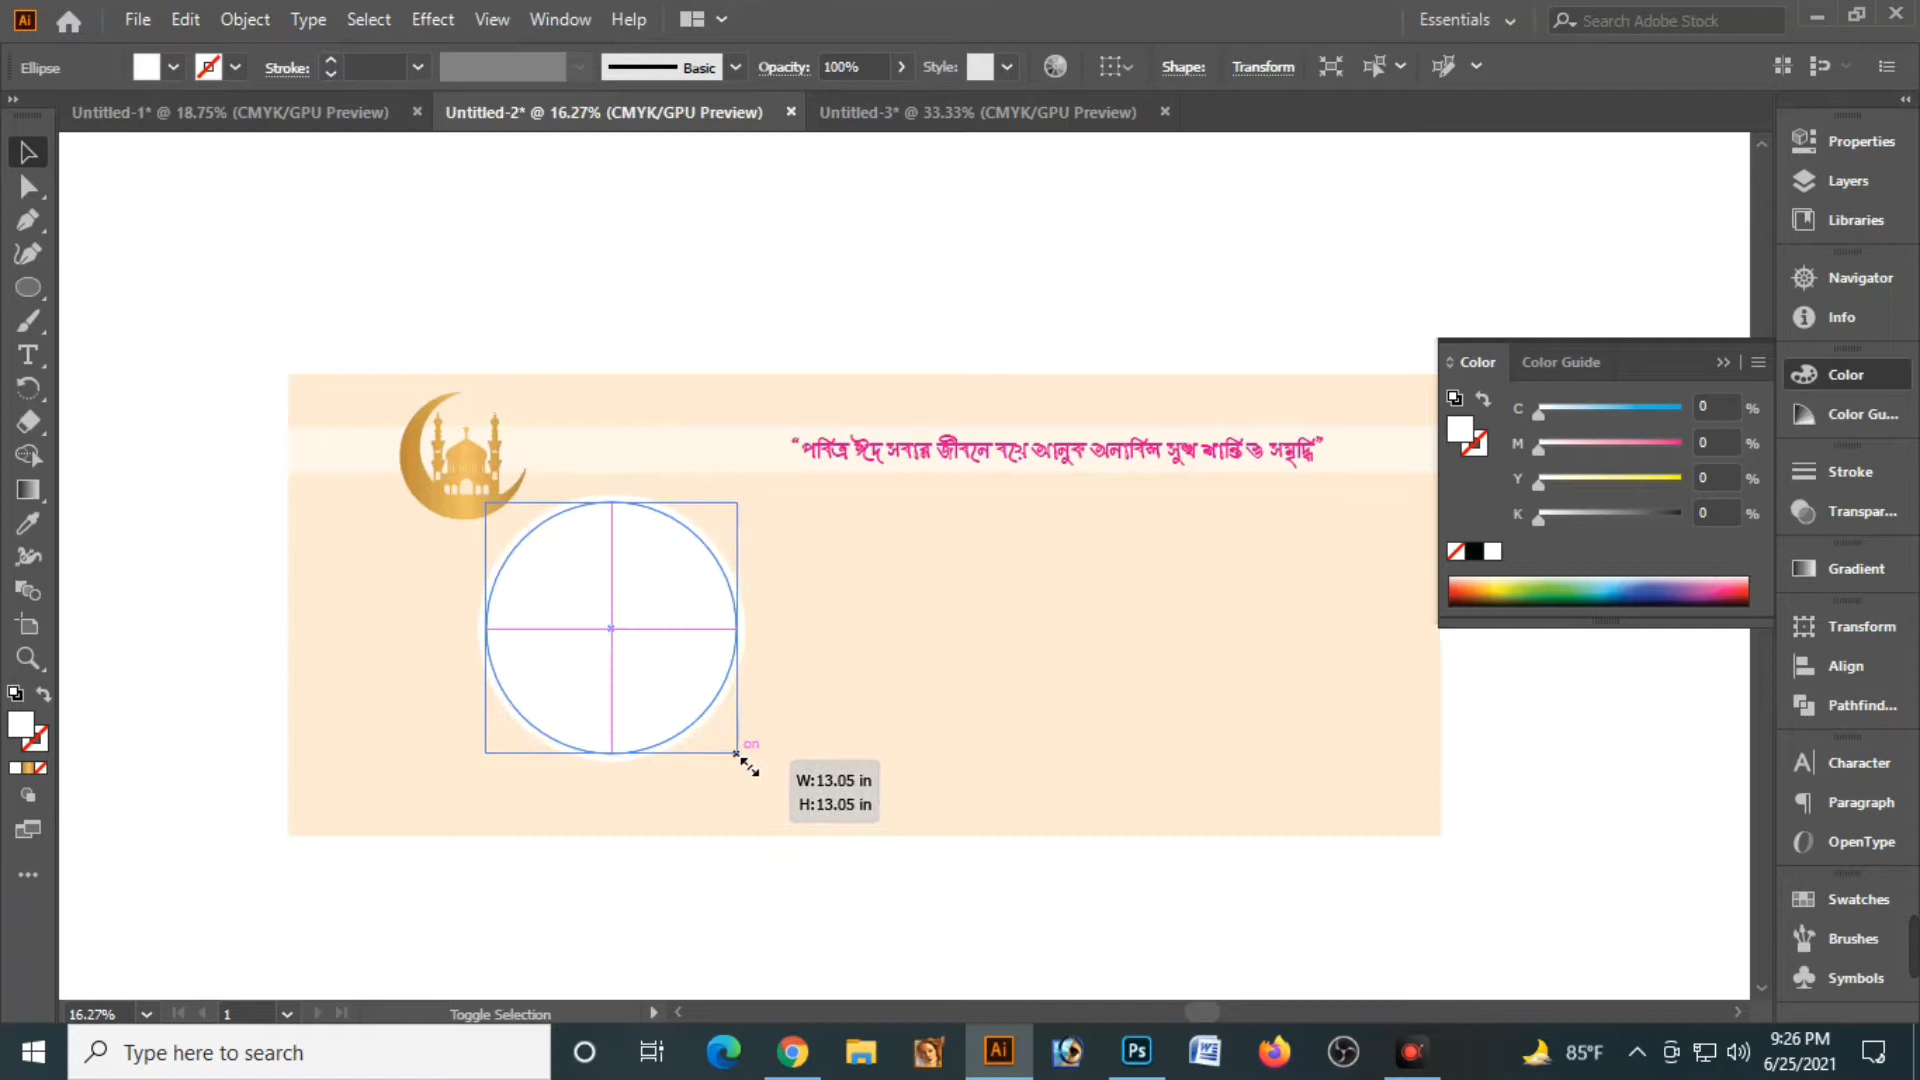 Ai File Edit Object Type Select Effect View Window Help Essentials Search Adobe Stock
Ellipse Stroke: Basic Opacity: 100% Style: Shape: Transform
Untitled-1* @ 18.75% (CMYK/GPU Preview) Untitled-2* @ 16.27% (CMYK/GPU Preview) Untitled-3* @ 33.33% (CMYK/GPU Preview)
Properties
Layers
Libraries
Navigator
Info
Color
Color Gu...
Stroke
Transpar...
Gradient
Transform
Align
Pathfind...
Character
Paragraph
OpenType
Swatches
Brushes
Symbols
Color Color Guide
C 0 %
M 0 %
Y 0 %
K 0 %
“পবিত্র ঈদ সবার জীবনে বয়ে আনুক অনাবিল সুখ শান্তি ও সমৃদ্ধি”
on
W:13.05 in
H:13.05 in
16.27% 1 Toggle Selection
Type here to search
Ai Ps
85°F
9:26 PM
6/25/2021